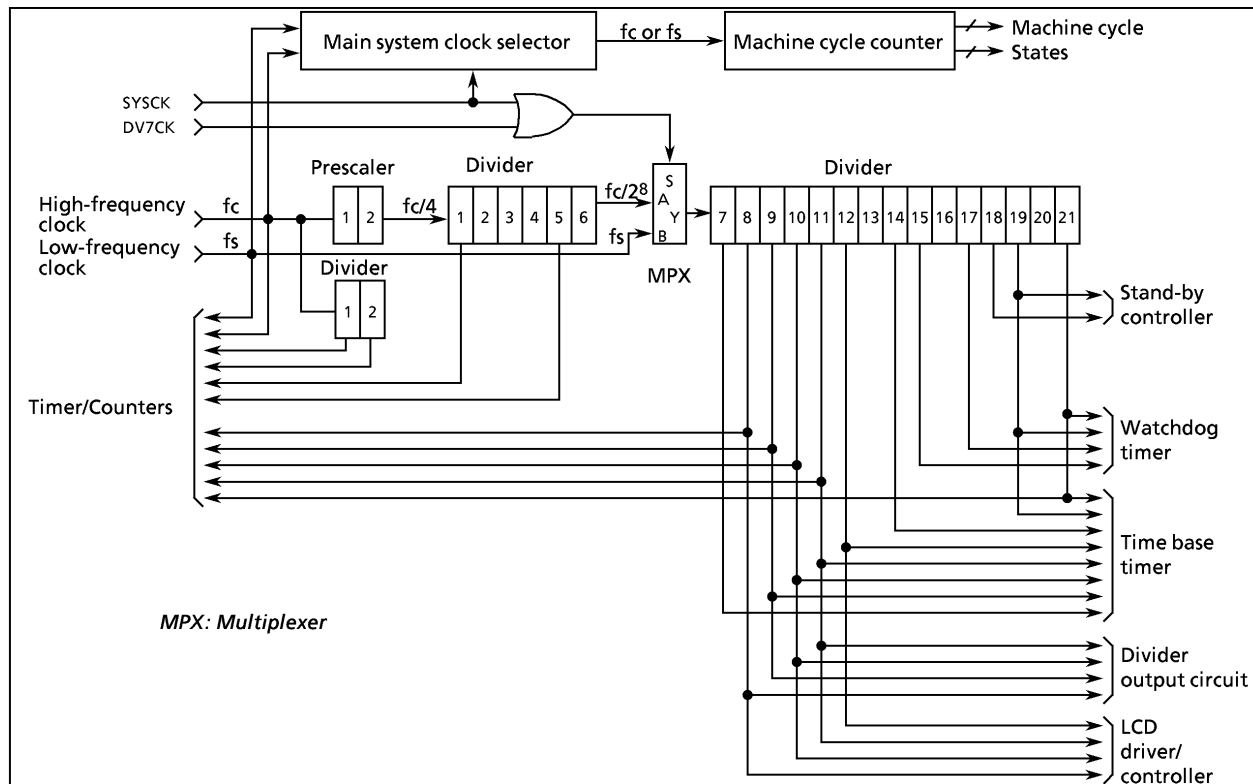 Main system clock selector
fc or fs
Machine cycle counter
Machine cycle
States
SYSCK
DV7CK
Prescaler
Divider
Divider
High-frequency
clock
fc
1 2
fc/4
1 2 3 4 5 6
fc/2⁸
S
A
Y
B
7 8 9 10 11 12 13 14 15 16 17 18 19 20 21
Low-frequency
clock
fs
fs
MPX
Divider
1 2
Stand-by
controller
Timer/Counters
Watchdog
timer
Time base
timer
MPX: Multiplexer
Divider
output circuit
LCD
driver/
controller